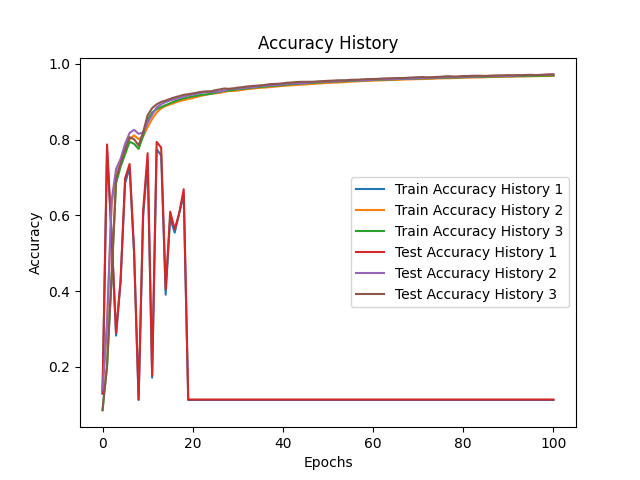 Accuracy History
1.0
0.8
0.6
0.4
0.2
Accuracy
Train Accuracy History 1
Train Accuracy History 2
Train Accuracy History 3
Test Accuracy History 1
Test Accuracy History 2
Test Accuracy History 3
0 20 40 60 80 100
Epochs